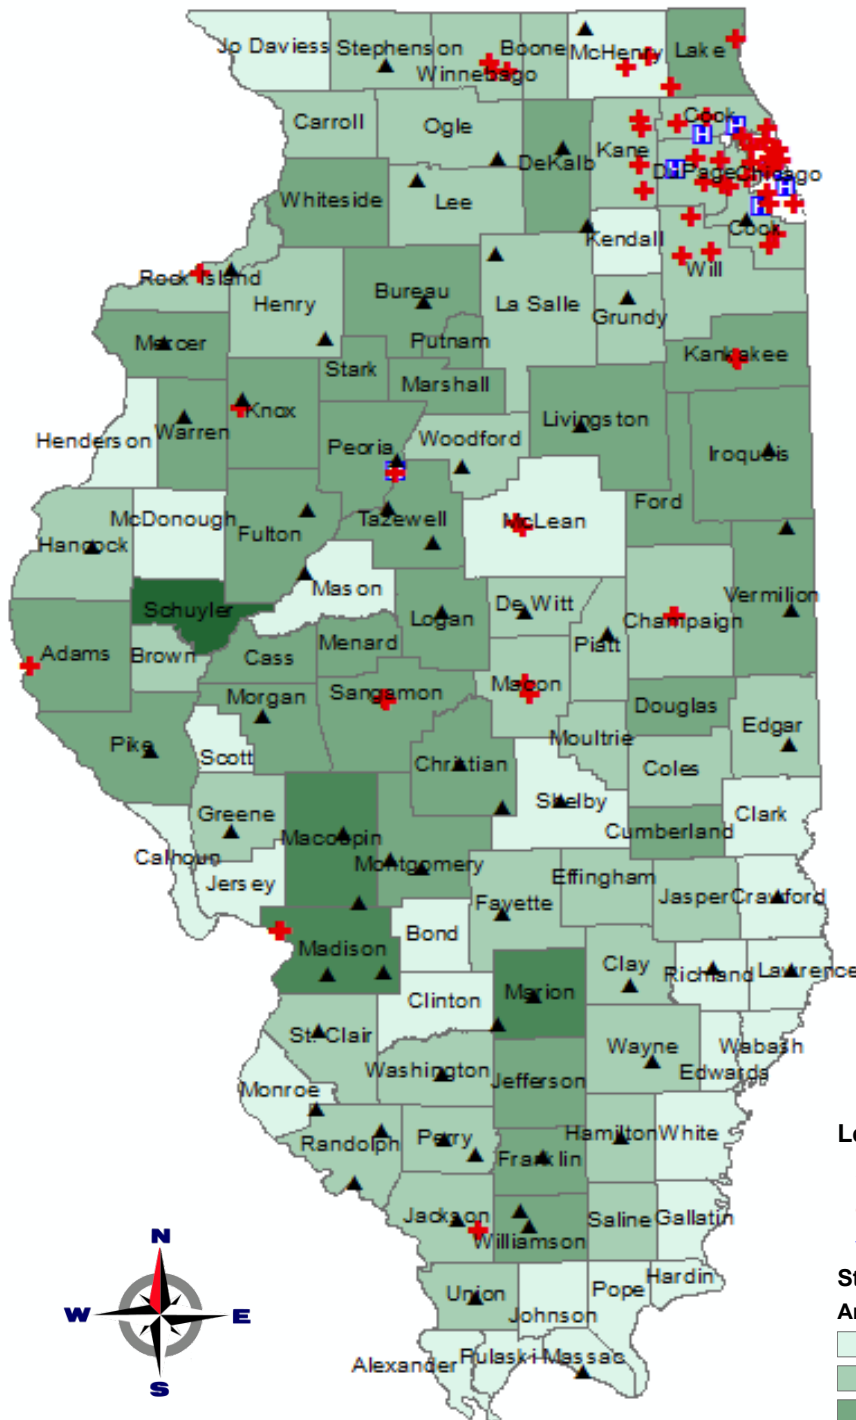 Jo Daviess
Stephenson
Winnebago
Boone
McHenry
Lake
Carroll
Ogle
DeKalb
Kane
Cook
DuPage
Chicago
Whiteside
Lee
Kendall
Cook
Will
Rock Island
Henry
Bureau
La Salle
Grundy
Putnam
Mercer
Stark
Marshall
Kankakee
Henderson
Warren
Knox
Peoria
Woodford
Livingston
Iroquois
Ford
McDonough
Hancock
Fulton
Tazewell
McLean
Mason
Schuyler
Logan
De Witt
Piatt
Champaign
Vermilion
Adams
Brown
Cass
Menard
Macon
Sangamon
Morgan
Douglas
Edgar
Pike
Scott
Christian
Moultrie
Coles
Shelby
Greene
Macoupin
Montgomery
Cumberland
Clark
Calhoun
Jersey
Fayette
Effingham
Jasper
Crawford
Bond
Madison
Marion
Clay
Richland
Lawrence
Clinton
St. Clair
Washington
Jefferson
Wayne
Wabash
Edwards
Monroe
Randolph
Perry
Franklin
Hamilton
White
Jackson
Williamson
Saline
Gallatin
Union
Johnson
Pope
Hardin
Alexander
Pulaski
Massac
N
W
E
S
H
H
H
H
H
Le
St
Ar